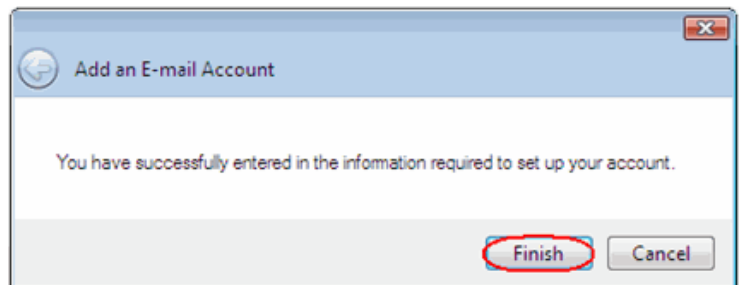 Add an E-mail Account
You have successfully entered in the information required to set up your account.
Finish
Cancel